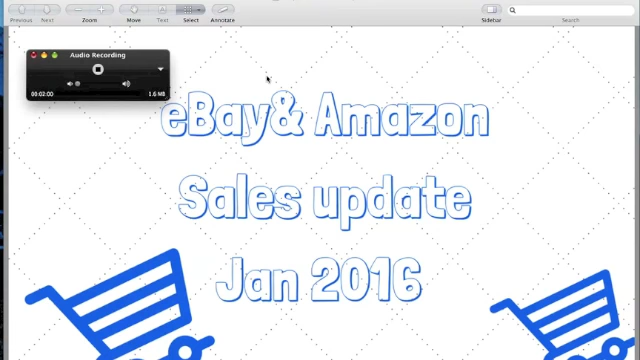 Previous Next Zoom Move Text Select Annotate Sidebar Search
Audio Recording
00:02:00 1.6 MB
eBay& Amazon
Sales update
Jan 2016